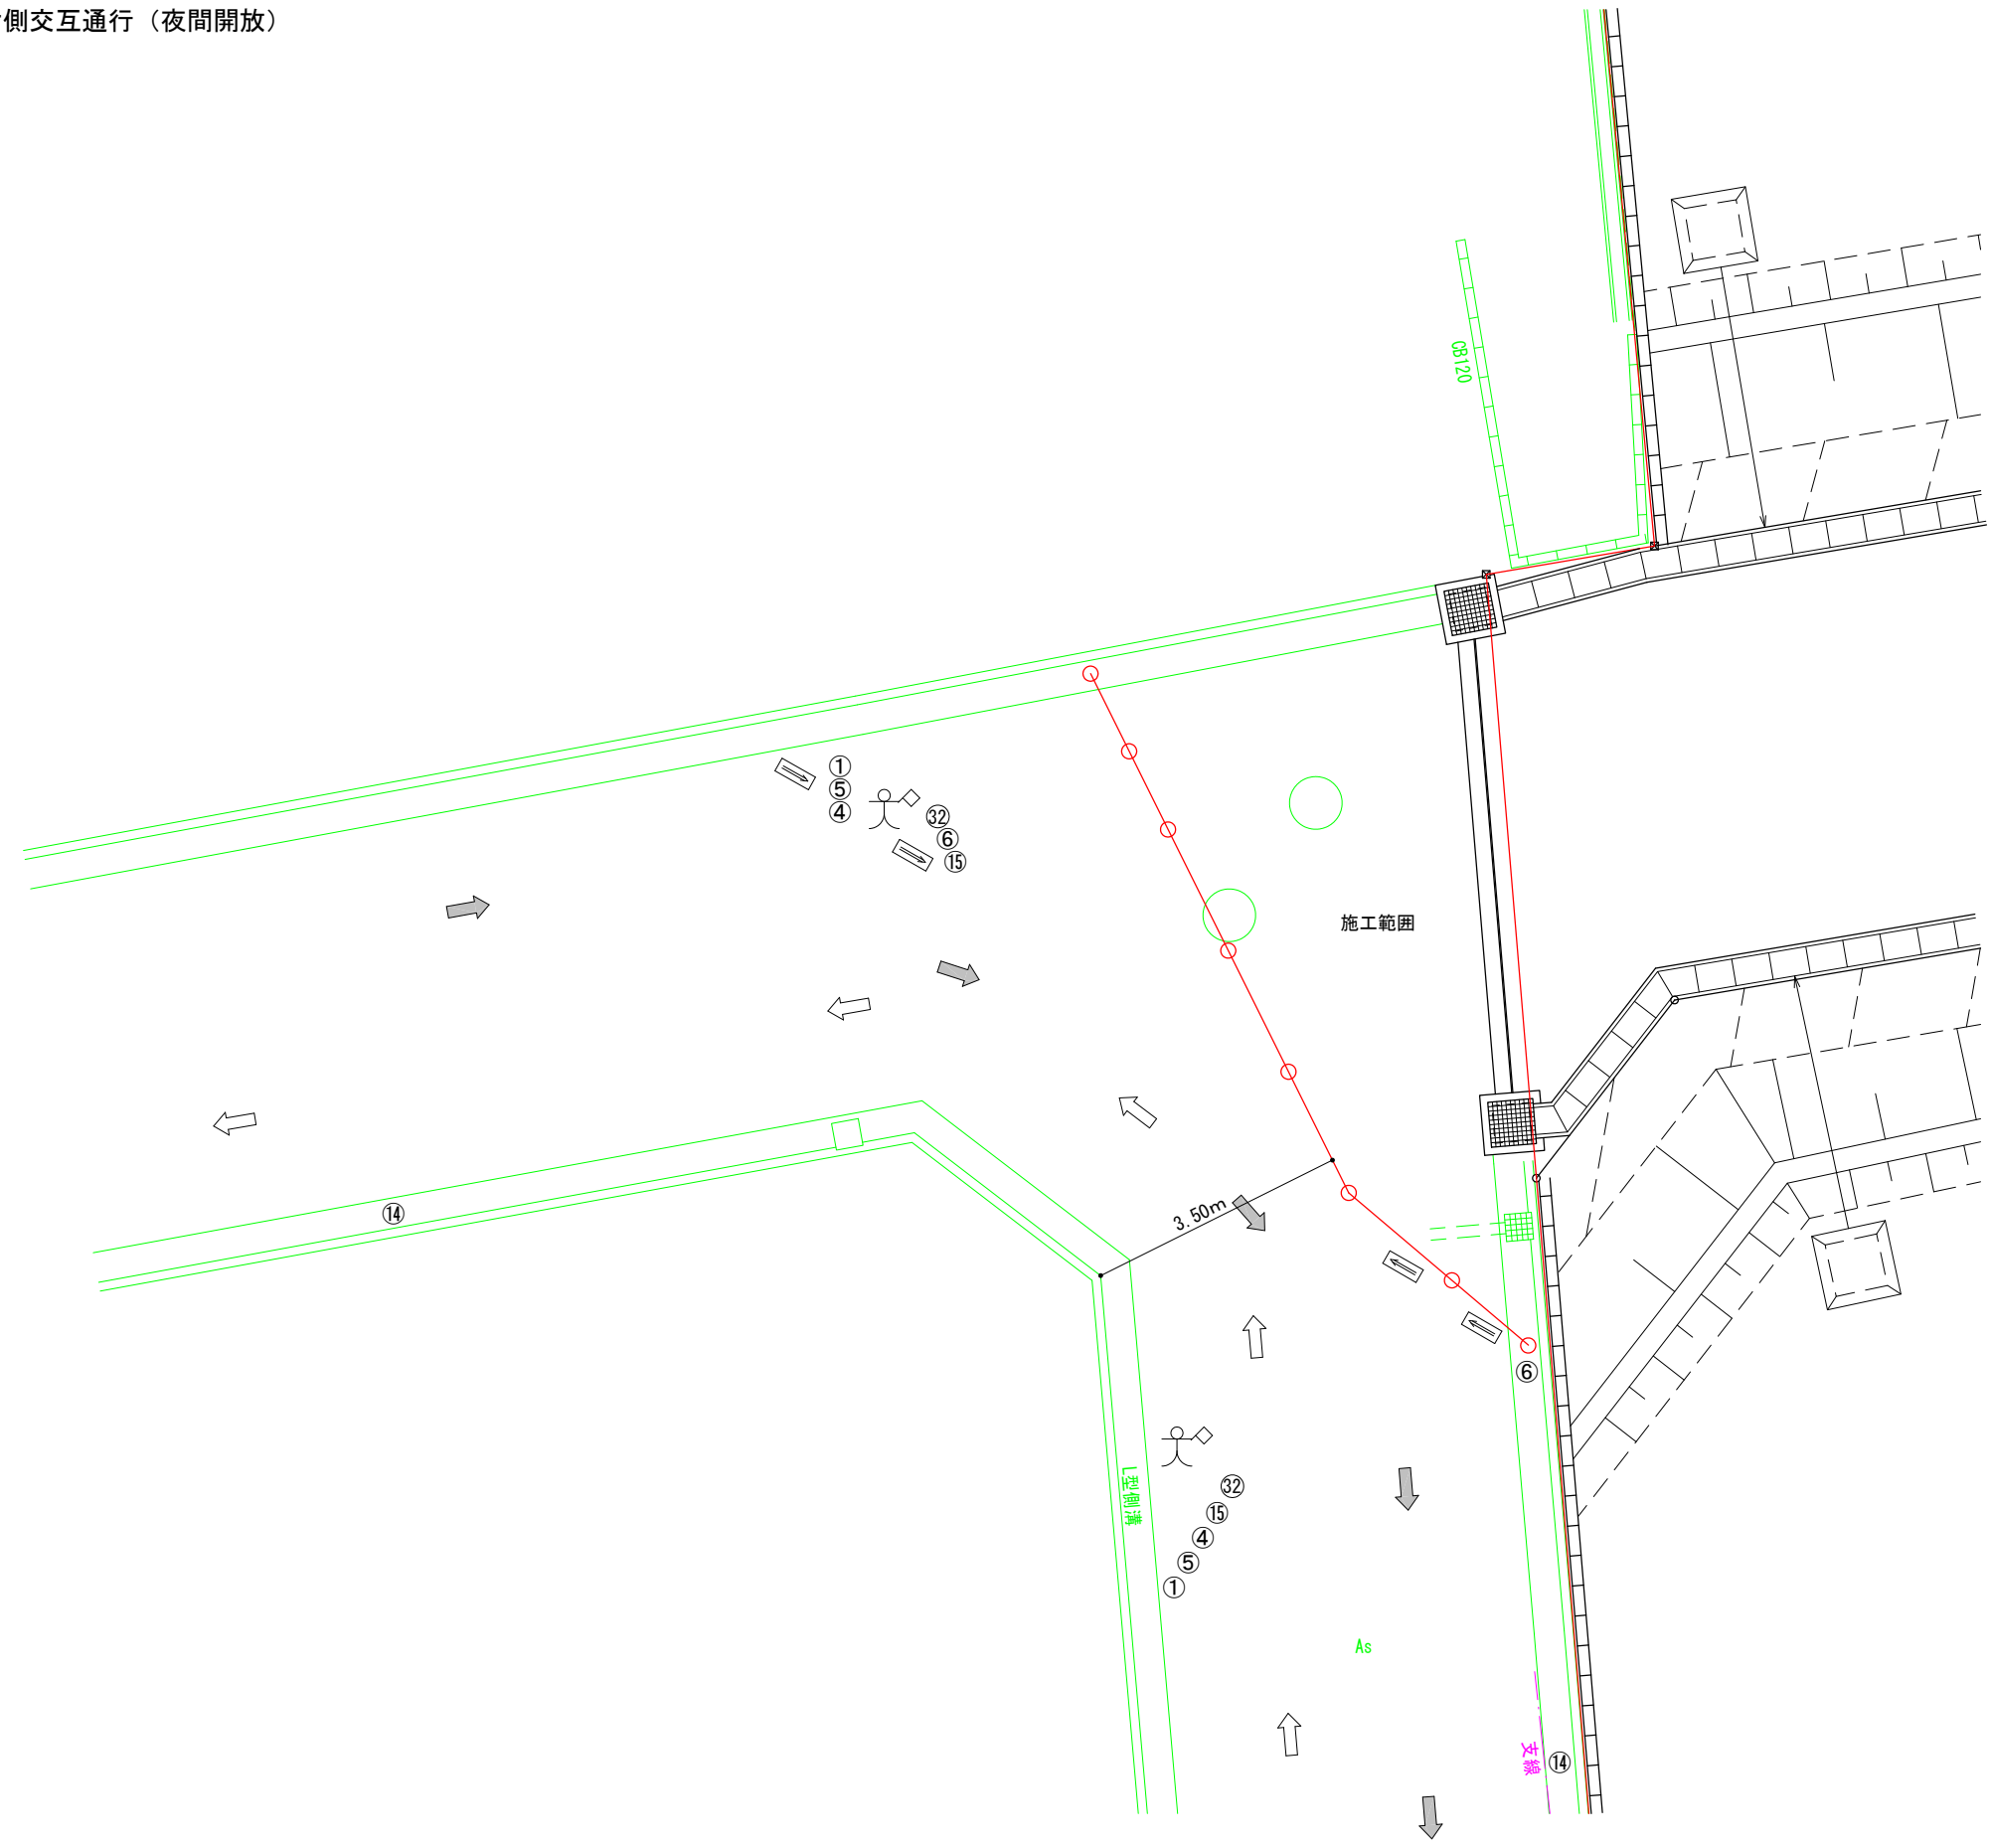 側交互通行（夜間開放）
CB120
①
⑤
④
㉜
⑥
⑮
施工範囲
⑭
3.50m
⑥
L型側溝
㉜
⑮
④
⑤
①
As
支線
⑭